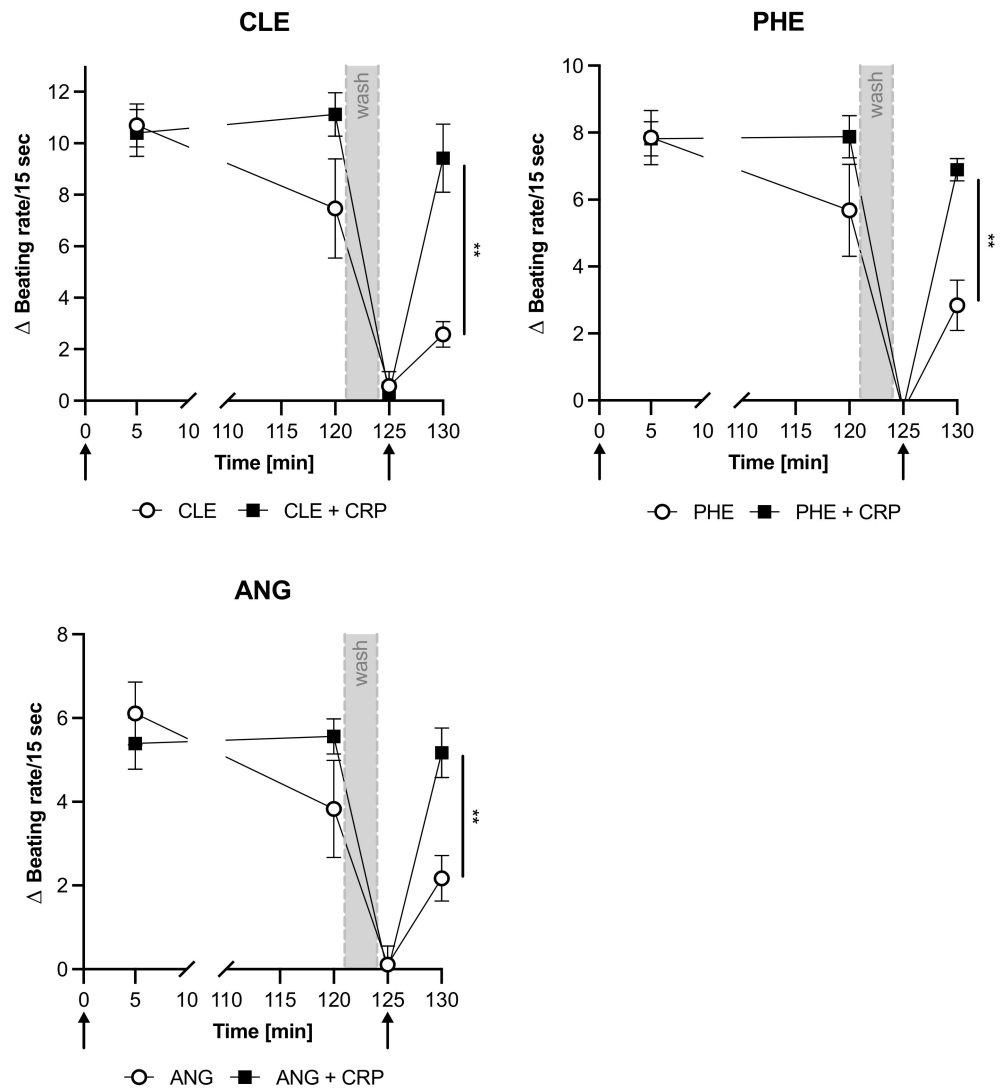 CLE
Δ Beating rate/15 sec
12
10
8
6
4
2
0
wash
**
0 5 10 110 115 120 125 130
Time [min]
CLE CLE + CRP
PHE
Δ Beating rate/15 sec
10
8
6
4
2
0
wash
**
0 5 10 110 115 120 125 130
Time [min]
PHE PHE + CRP
ANG
Δ Beating rate/15 sec
8
6
4
2
0
wash
**
0 5 10 110 115 120 125 130
Time [min]
ANG ANG + CRP